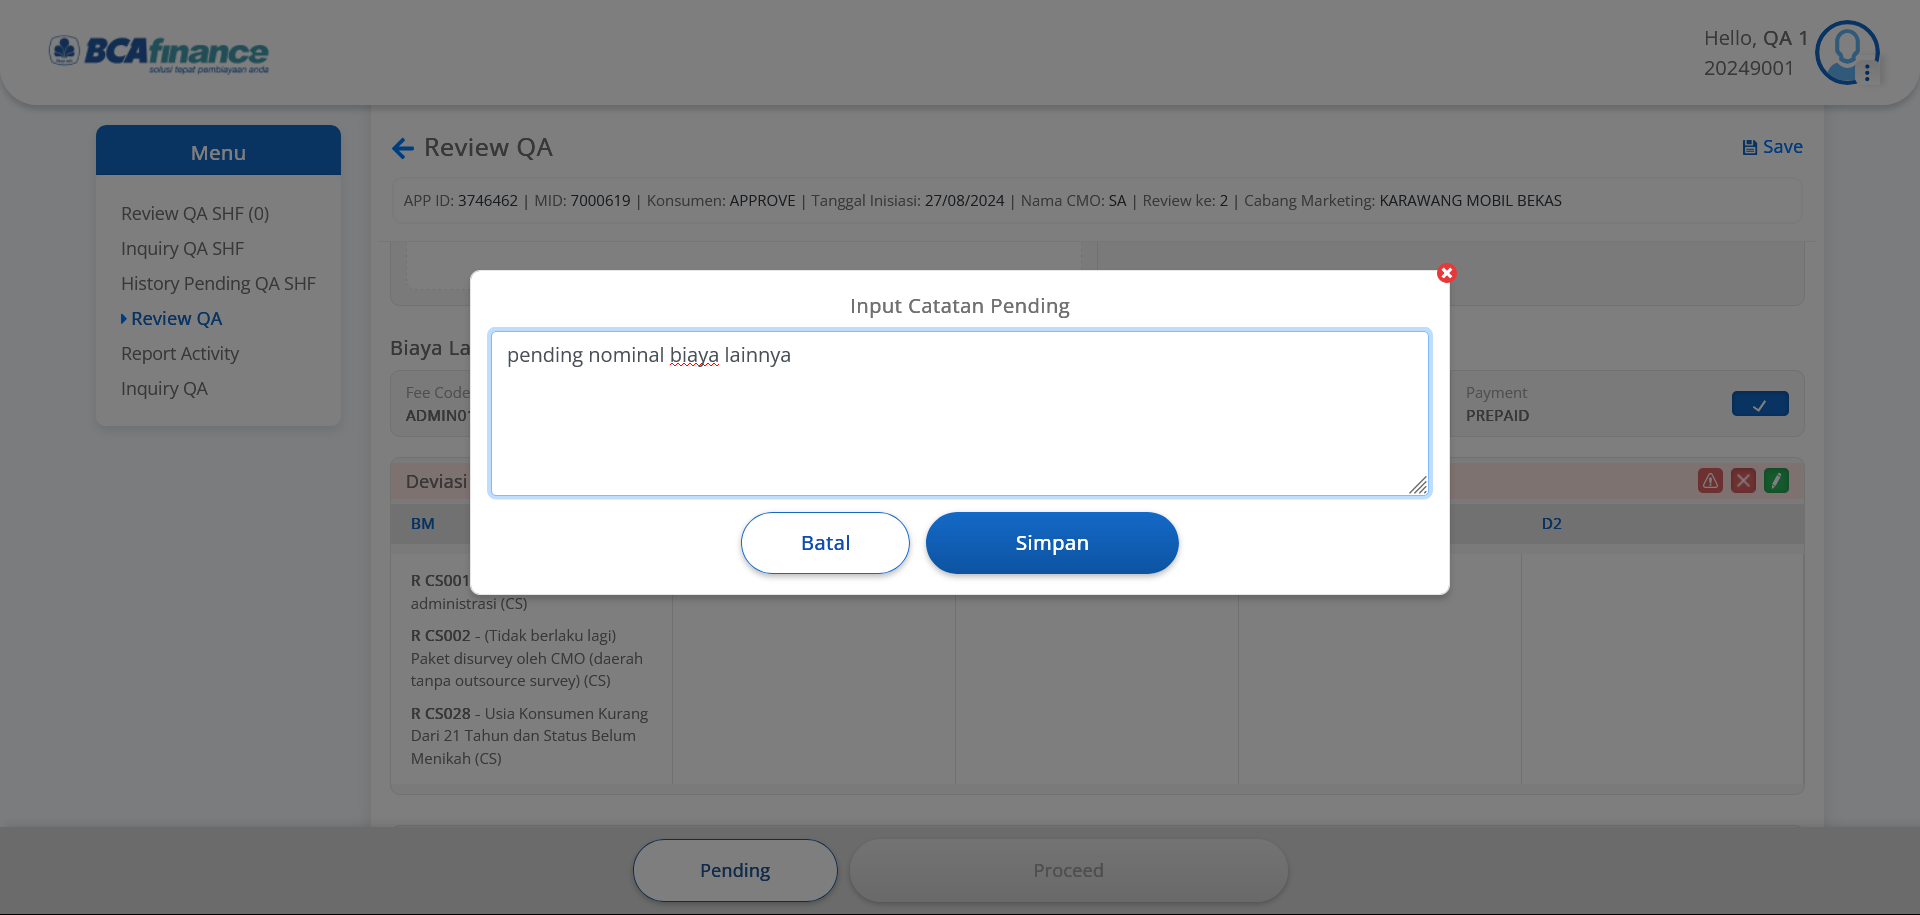 BCAfinance
solusi tepat pembiayaan anda
Hello, QA 1
20249001
Menu
Review QA SHF (0)
Inquiry QA SHF
History Pending QA SHF
Review QA
Report Activity
Inquiry QA
Review QA
Save
APP ID: 3746462 | MID: 7000619 | Konsumen: APPROVE | Tanggal Inisiasi: 27/08/2024 | Nama CMO: SA | Review ke: 2 | Cabang Marketing: KARAWANG MOBIL BEKAS
Input Catatan Pending
pending nominal biaya lainnya
Batal
Simpan
Biaya La
Fee Code
ADMIN01
Payment
PREPAID
Deviasi
BM
D2
R CS001
administrasi (CS)
R CS002 - (Tidak berlaku lagi)
Paket disurvey oleh CMO (daerah
tanpa outsource survey) (CS)
R CS028 - Usia Konsumen Kurang
Dari 21 Tahun dan Status Belum
Menikah (CS)
Pending
Proceed